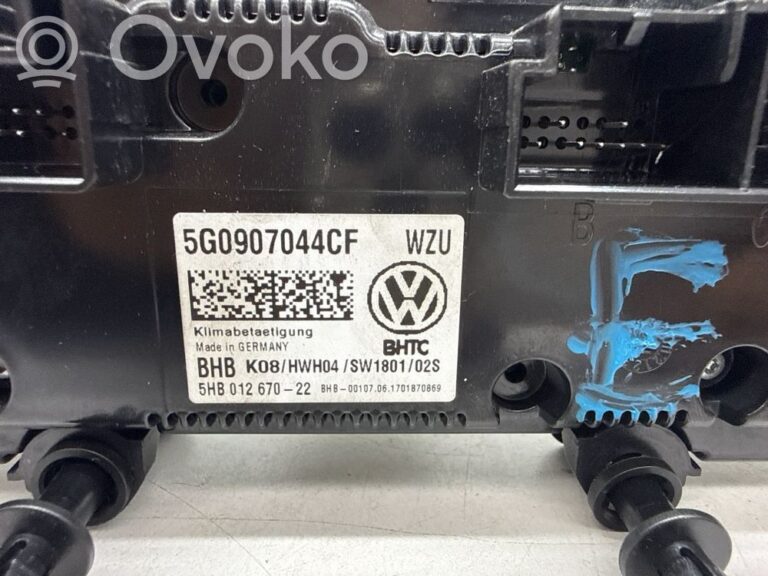 Ovoko
5G0907044CF WZU
Klimabetaetigung
Made in GERMANY
BHTC
BHB K08/HWH04/SW1801/02S
5HB 012 670-22 BHB-00107.06.1701870869
B
E